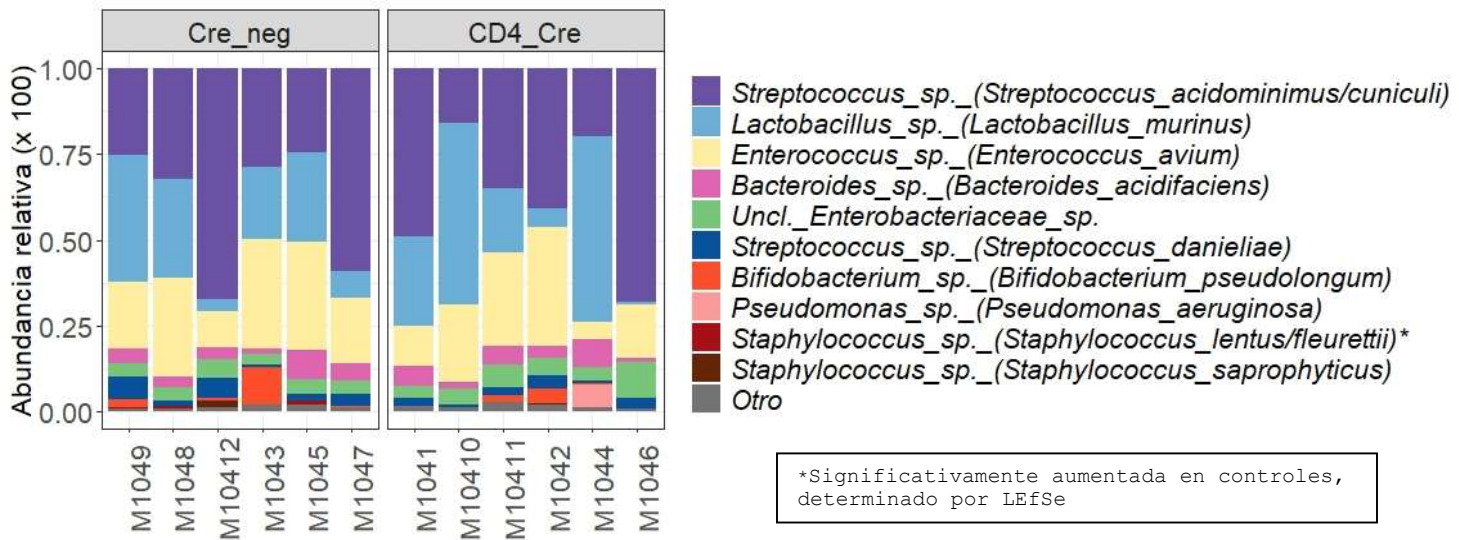 Cre_neg
CD4_Cre
Abundancia relativa (x 100)
1.00
0.75
0.50
0.25
0.00
M1049
M1048
M10412
M1043
M1045
M1047
M1041
M10410
M10411
M1042
M1044
M1046
Streptococcus_sp._(Streptococcus_acidominimus/cuniculi)
Lactobacillus_sp._(Lactobacillus_murinus)
Enterococcus_sp._(Enterococcus_avium)
Bacteroides_sp._(Bacteroides_acidifaciens)
Uncl._Enterobacteriaceae_sp.
Streptococcus_sp._(Streptococcus_danieliae)
Bifidobacterium_sp._(Bifidobacterium_pseudolongum)
Pseudomonas_sp._(Pseudomonas_aeruginosa)
Staphylococcus_sp._(Staphylococcus_lentus/fleurettii)*
Staphylococcus_sp._(Staphylococcus_saprophyticus)
Otro
*Significativamente aumentada en controles,
determinado por LEfSe